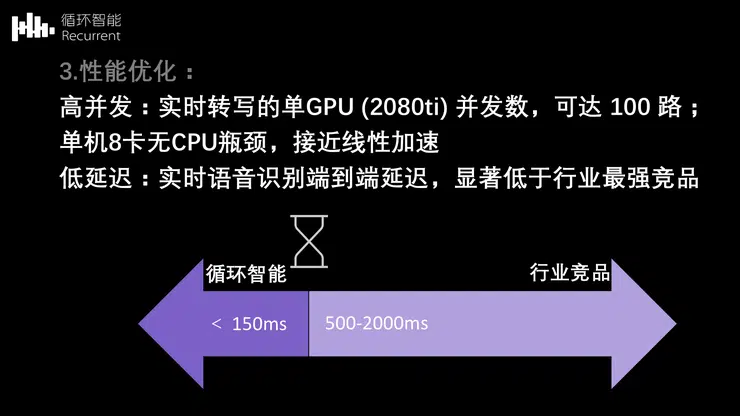 循环智能
Recurrent
3.性能优化：
高并发：实时转写的单GPU (2080ti) 并发数，可达 100 路；
单机8卡无CPU瓶颈，接近线性加速
低延迟：实时语音识别端到端延迟，显著低于行业最强竞品
循环智能
行业竞品
< 150ms
500-2000ms